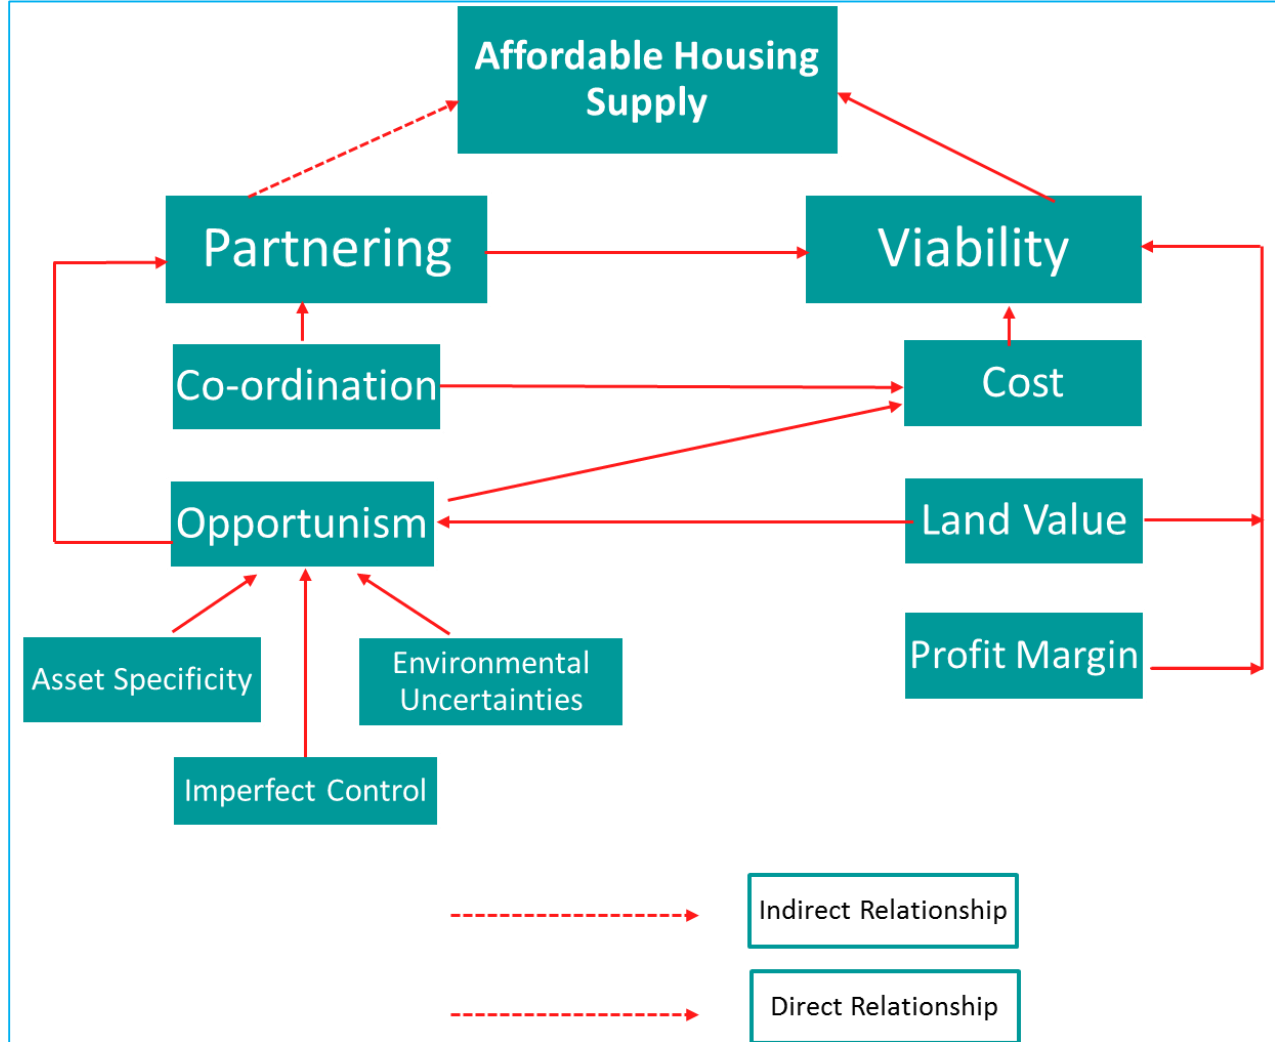 Affordable Housing
Supply
Partnering
Viability
Co-ordination
Cost
Opportunism
Land Value
Asset Specificity
Environmental
Uncertainties
Profit Margin
Imperfect Control
Indirect Relationship
Direct Relationship